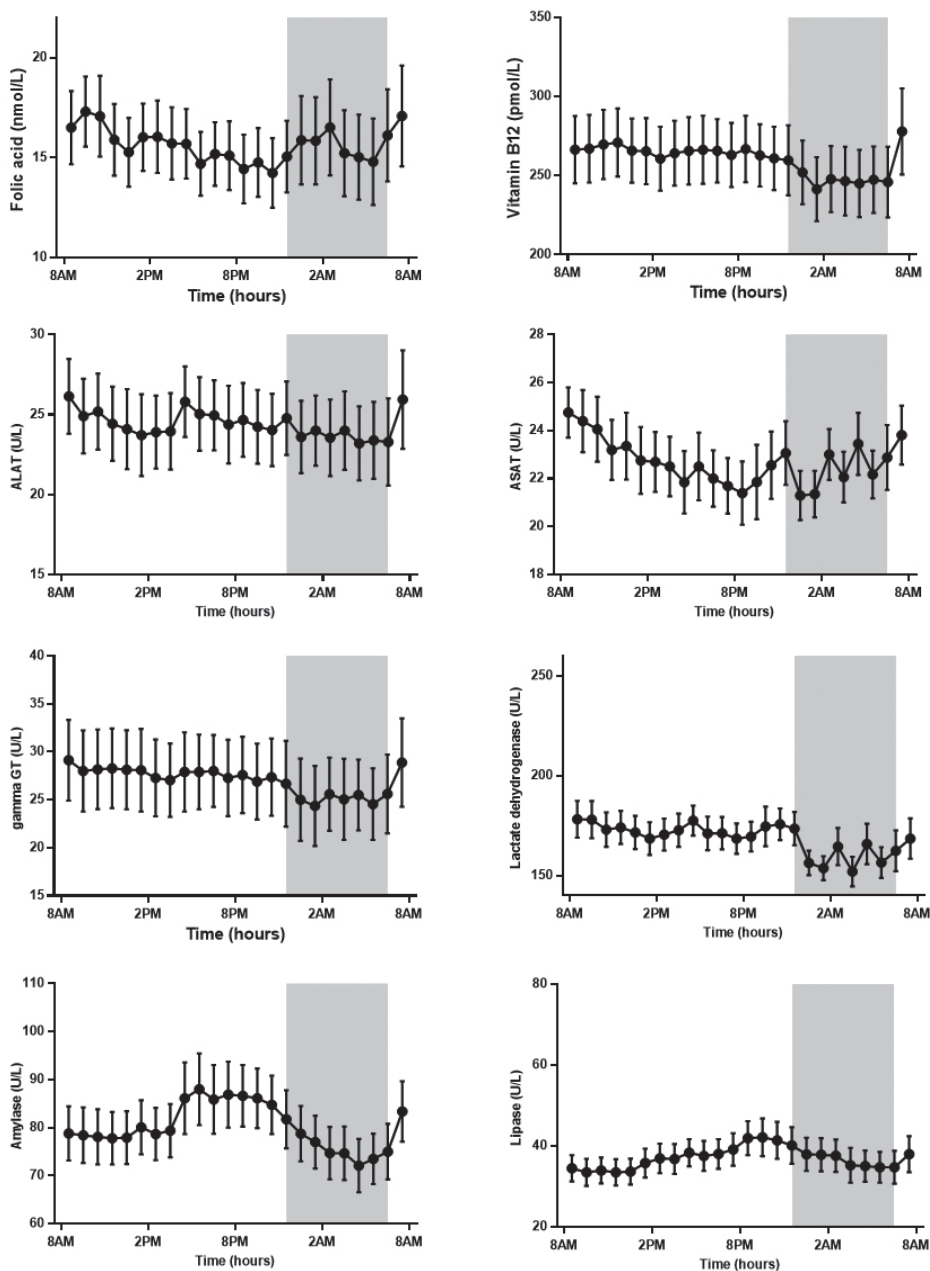 Folic acid (nmol/L)
20
15
10
8AM 2PM 8PM 2AM 8AM
Time (hours)
Vitamin B12 (pmol/L)
350
300
250
200
8AM 2PM 8PM 2AM 8AM
Time (hours)
ALAT (U/L)
30
25
20
15
8AM 2PM 8PM 2AM 8AM
Time (hours)
ASAT (U/L)
28
26
24
22
20
18
8AM 2PM 8PM 2AM 8AM
Time (hours)
gamma GT (U/L)
40
35
30
25
20
15
8AM 2PM 8PM 2AM 8AM
Time (hours)
Lactate dehydrogenase (U/L)
250
200
150
8AM 2PM 8PM 2AM 8AM
Time (hours)
Amylase (U/L)
110
100
90
80
70
60
8AM 2PM 8PM 2AM 8AM
Time (hours)
Lipase (U/L)
80
60
40
20
8AM 2PM 8PM 2AM 8AM
Time (hours)